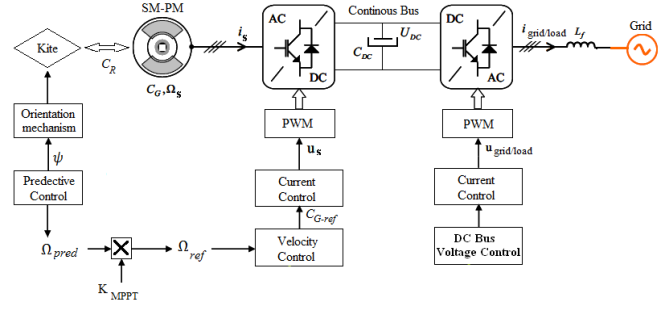 SM-PM
Kite
C_R
C_G,Ω_s
i_s
AC
DC
Continous Bus
U_DC
C_DC
DC
AC
i_grid/load
L_f
Grid
Orientation
mechanism
ψ
Predective
Control
Ω_pred
K_MPPT
Ω_ref
PWM
u_s
Current
Control
C_G-ref
Velocity
Control
PWM
u_grid/load
Current
Control
DC Bus
Voltage Control